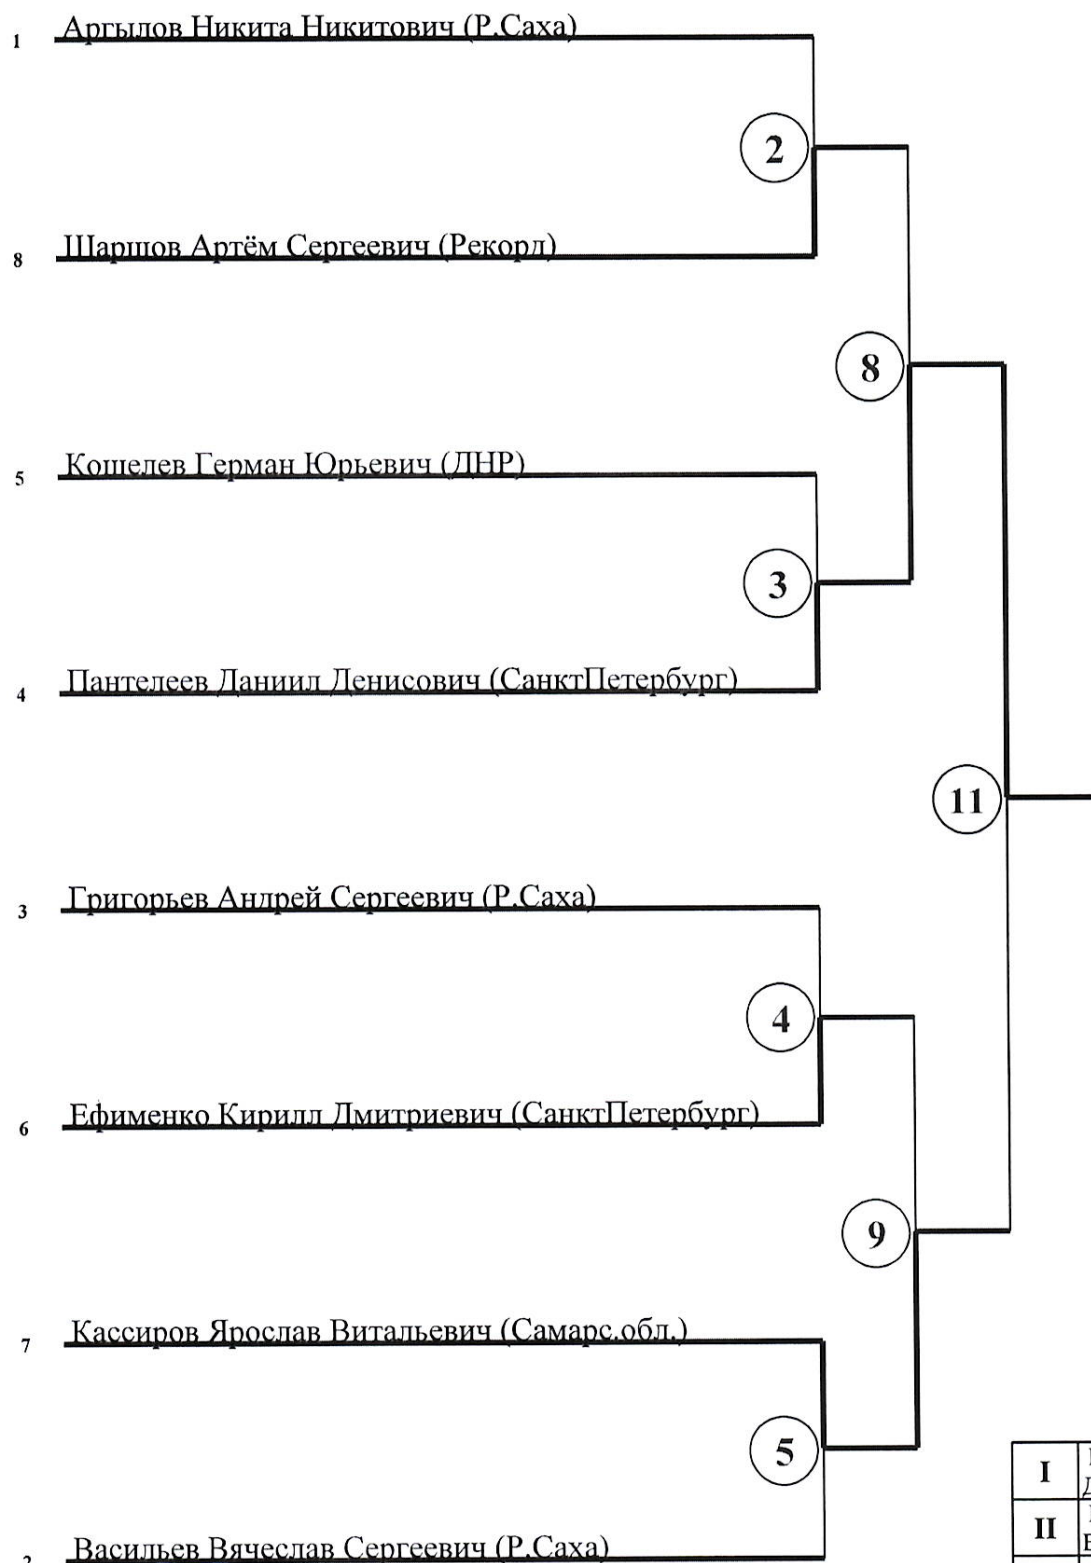 1 Аргылов Никита Никитович (Р.Саха)
2
8 Шаршов Артём Сергеевич (Рекорд)
8
5 Кошелев Герман Юрьевич (ДНР)
3
4 Пантелеев Даниил Денисович (СанктПетербург)
11
3 Григорьев Андрей Сергеевич (Р.Саха)
4
6 Ефименко Кирилл Дмитриевич (СанктПетербург)
9
7 Кассиров Ярослав Витальевич (Самарс.обл.)
5
I
II
Васильев Вячеслав Сергеевич (Р.Саха)